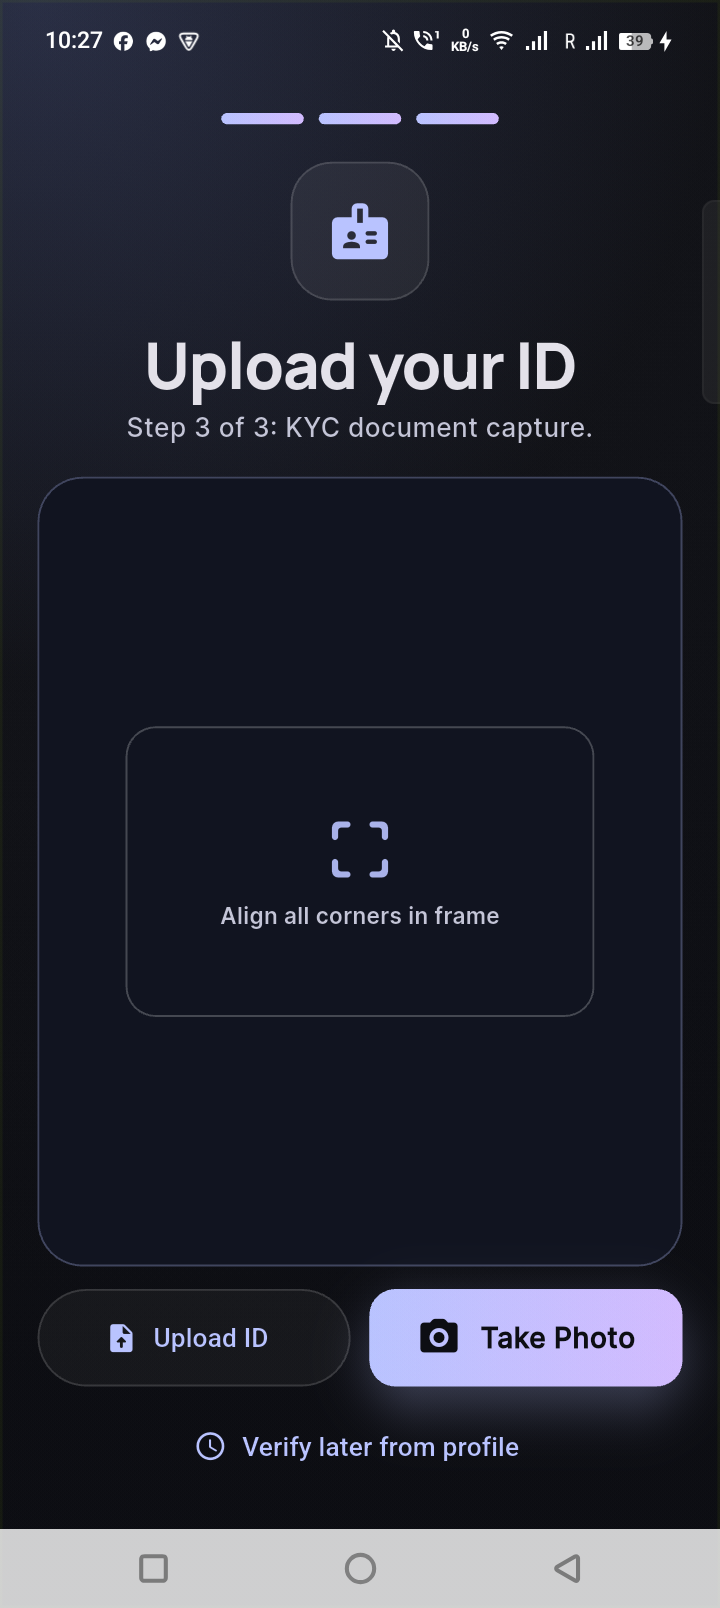 10:27
0
KB/s
R
39
Upload your ID
Step 3 of 3: KYC document capture.
Align all corners in frame
Upload ID
Take Photo
Verify later from profile